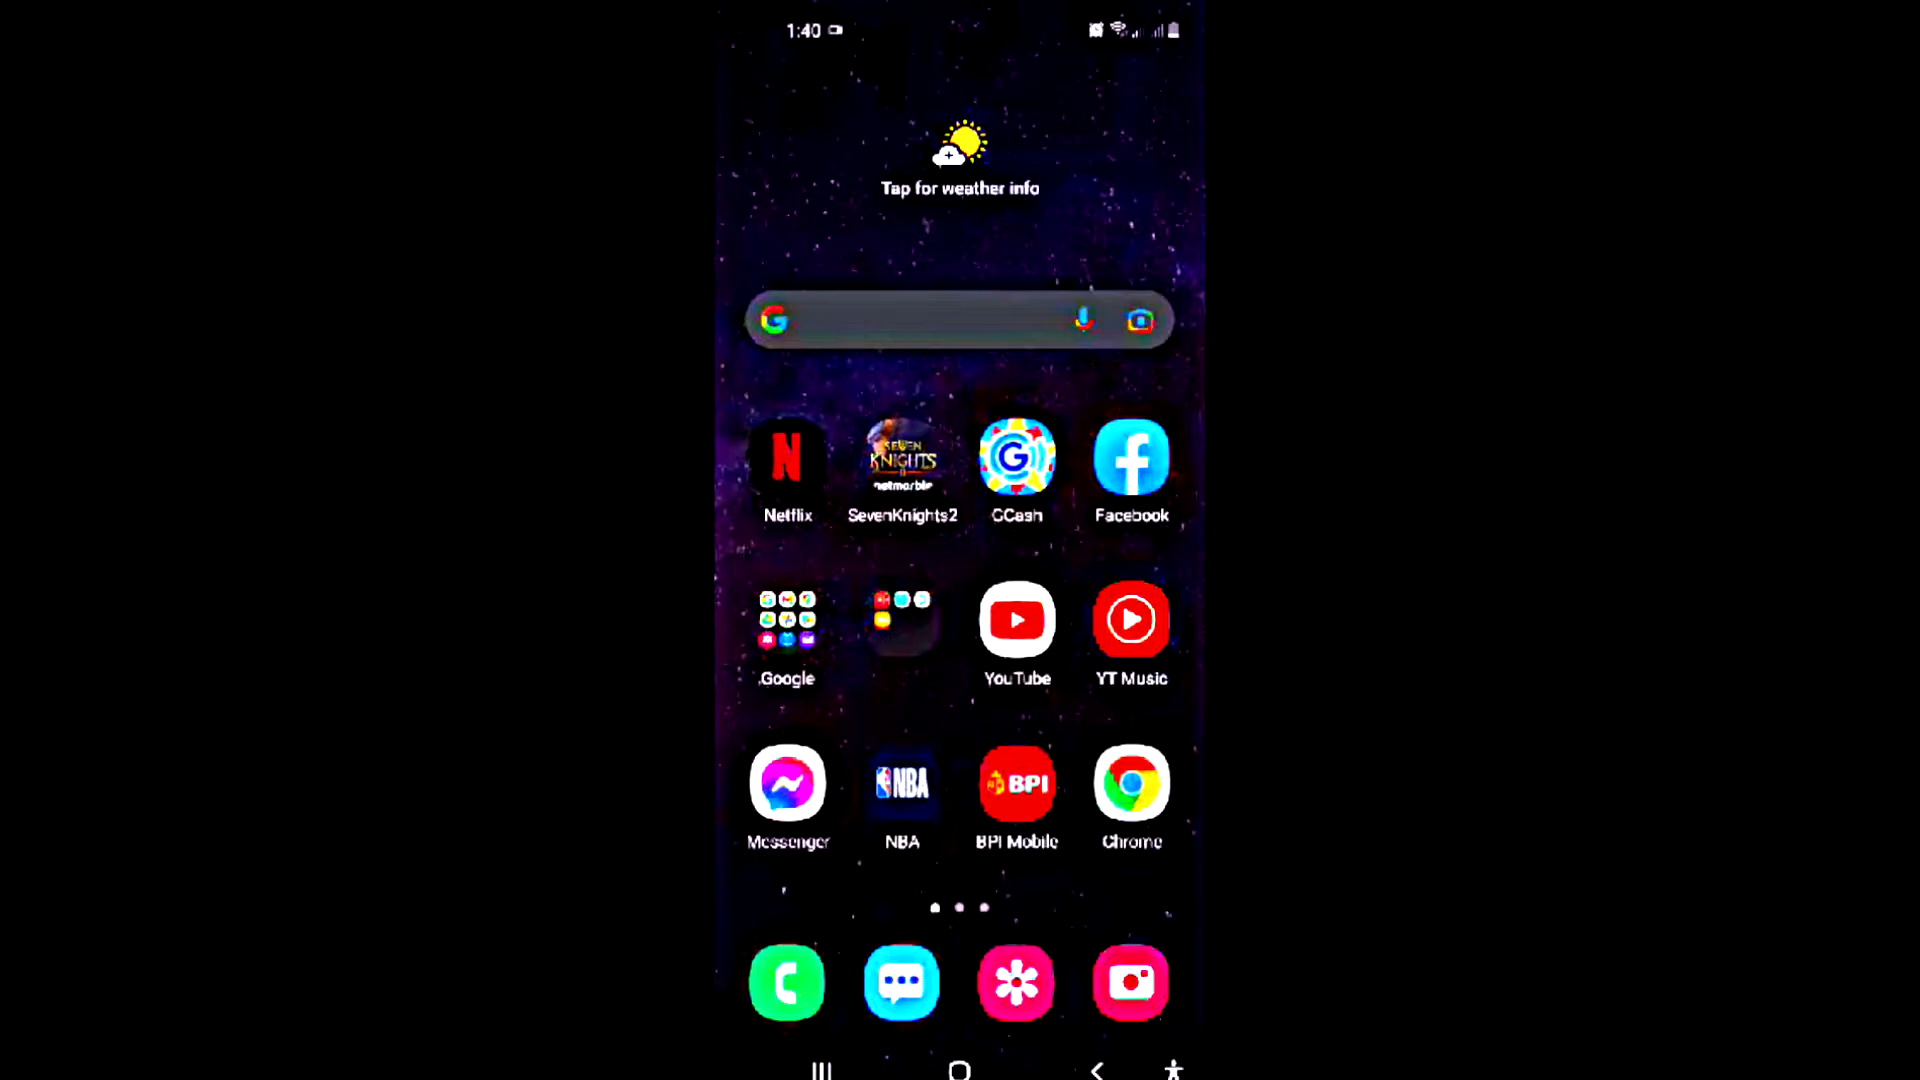 1:40
Tap for weather info
G
N
SEVEN
KNIGHTS
netmarble
G
f
Netflix SevenKnights2 GCash Facebook
Google YouTube YT Music
NBA BPI
Messenger NBA BPI Mobile Chrome